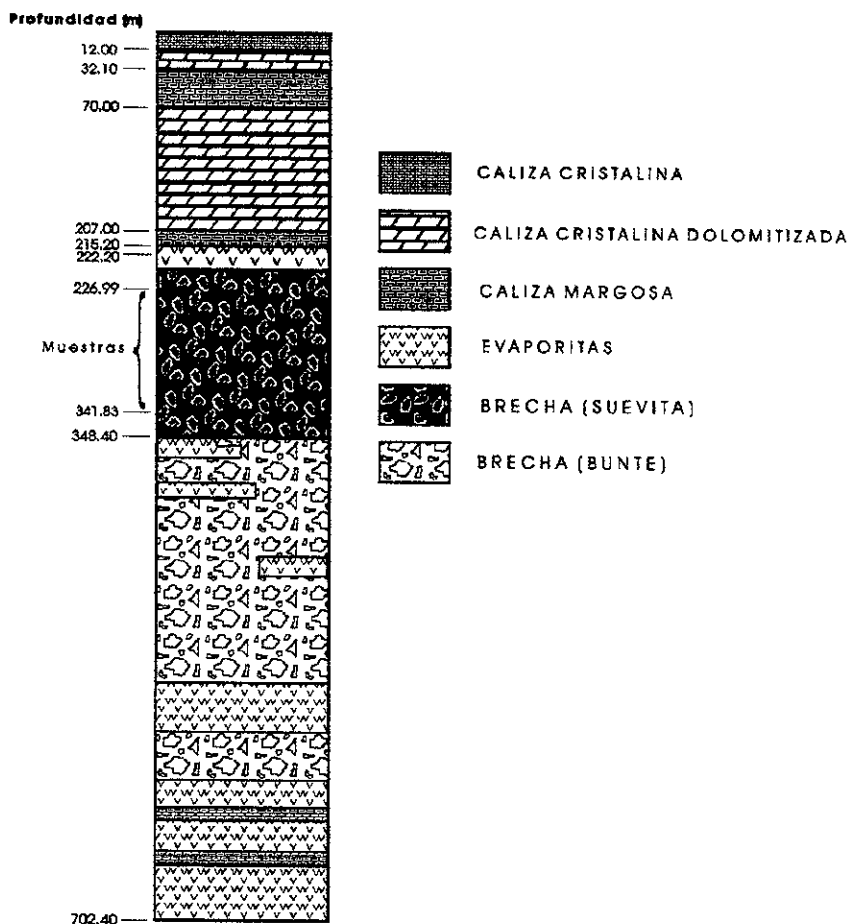 Profundidad (m)
12.00
32.10
70.00
207.00
215.20
222.20
226.99
Muestras
341.83
348.40
702.40
CALIZA CRISTALINA
CALIZA CRISTALINA DOLOMITIZADA
CALIZA MARGOSA
EVAPORITAS
BRECHA (SUEVITA)
BRECHA (BUNTE)